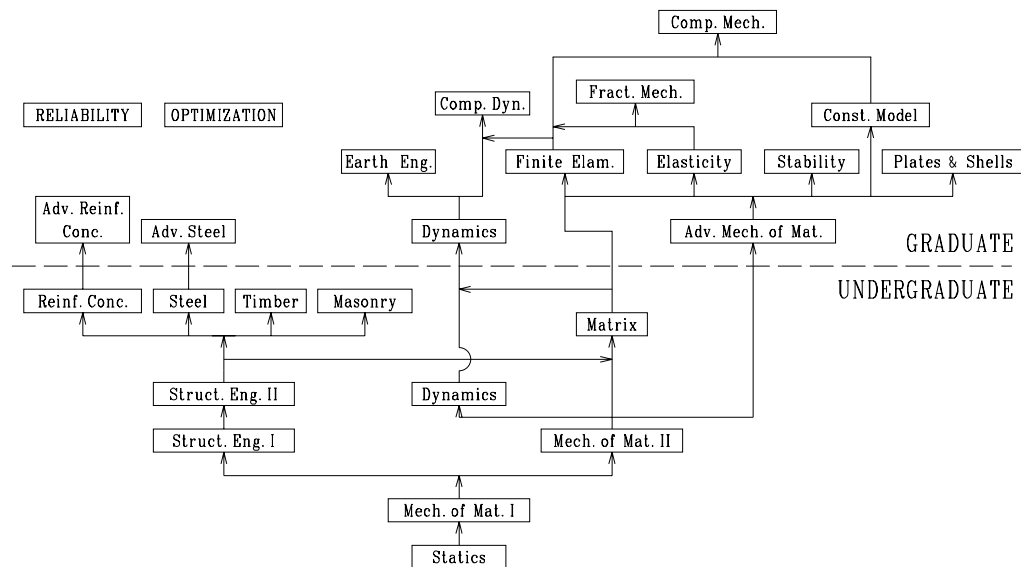 Comp. Mech.
Fract. Mech.
Comp. Dyn.
RELIABILITY
OPTIMIZATION
Const. Model
Earth Eng.
Finite Elam.
Elasticity
Stability
Plates & Shells
Adv. Reinf.
Conc.
Adv. Steel
Dynamics
Adv. Mech. of Mat.
GRADUATE
UNDERGRADUATE
Reinf. Conc.
Steel
Timber
Masonry
Matrix
Struct. Eng. II
Dynamics
Struct. Eng. I
Mech. of Mat. II
Mech. of Mat. I
Statics